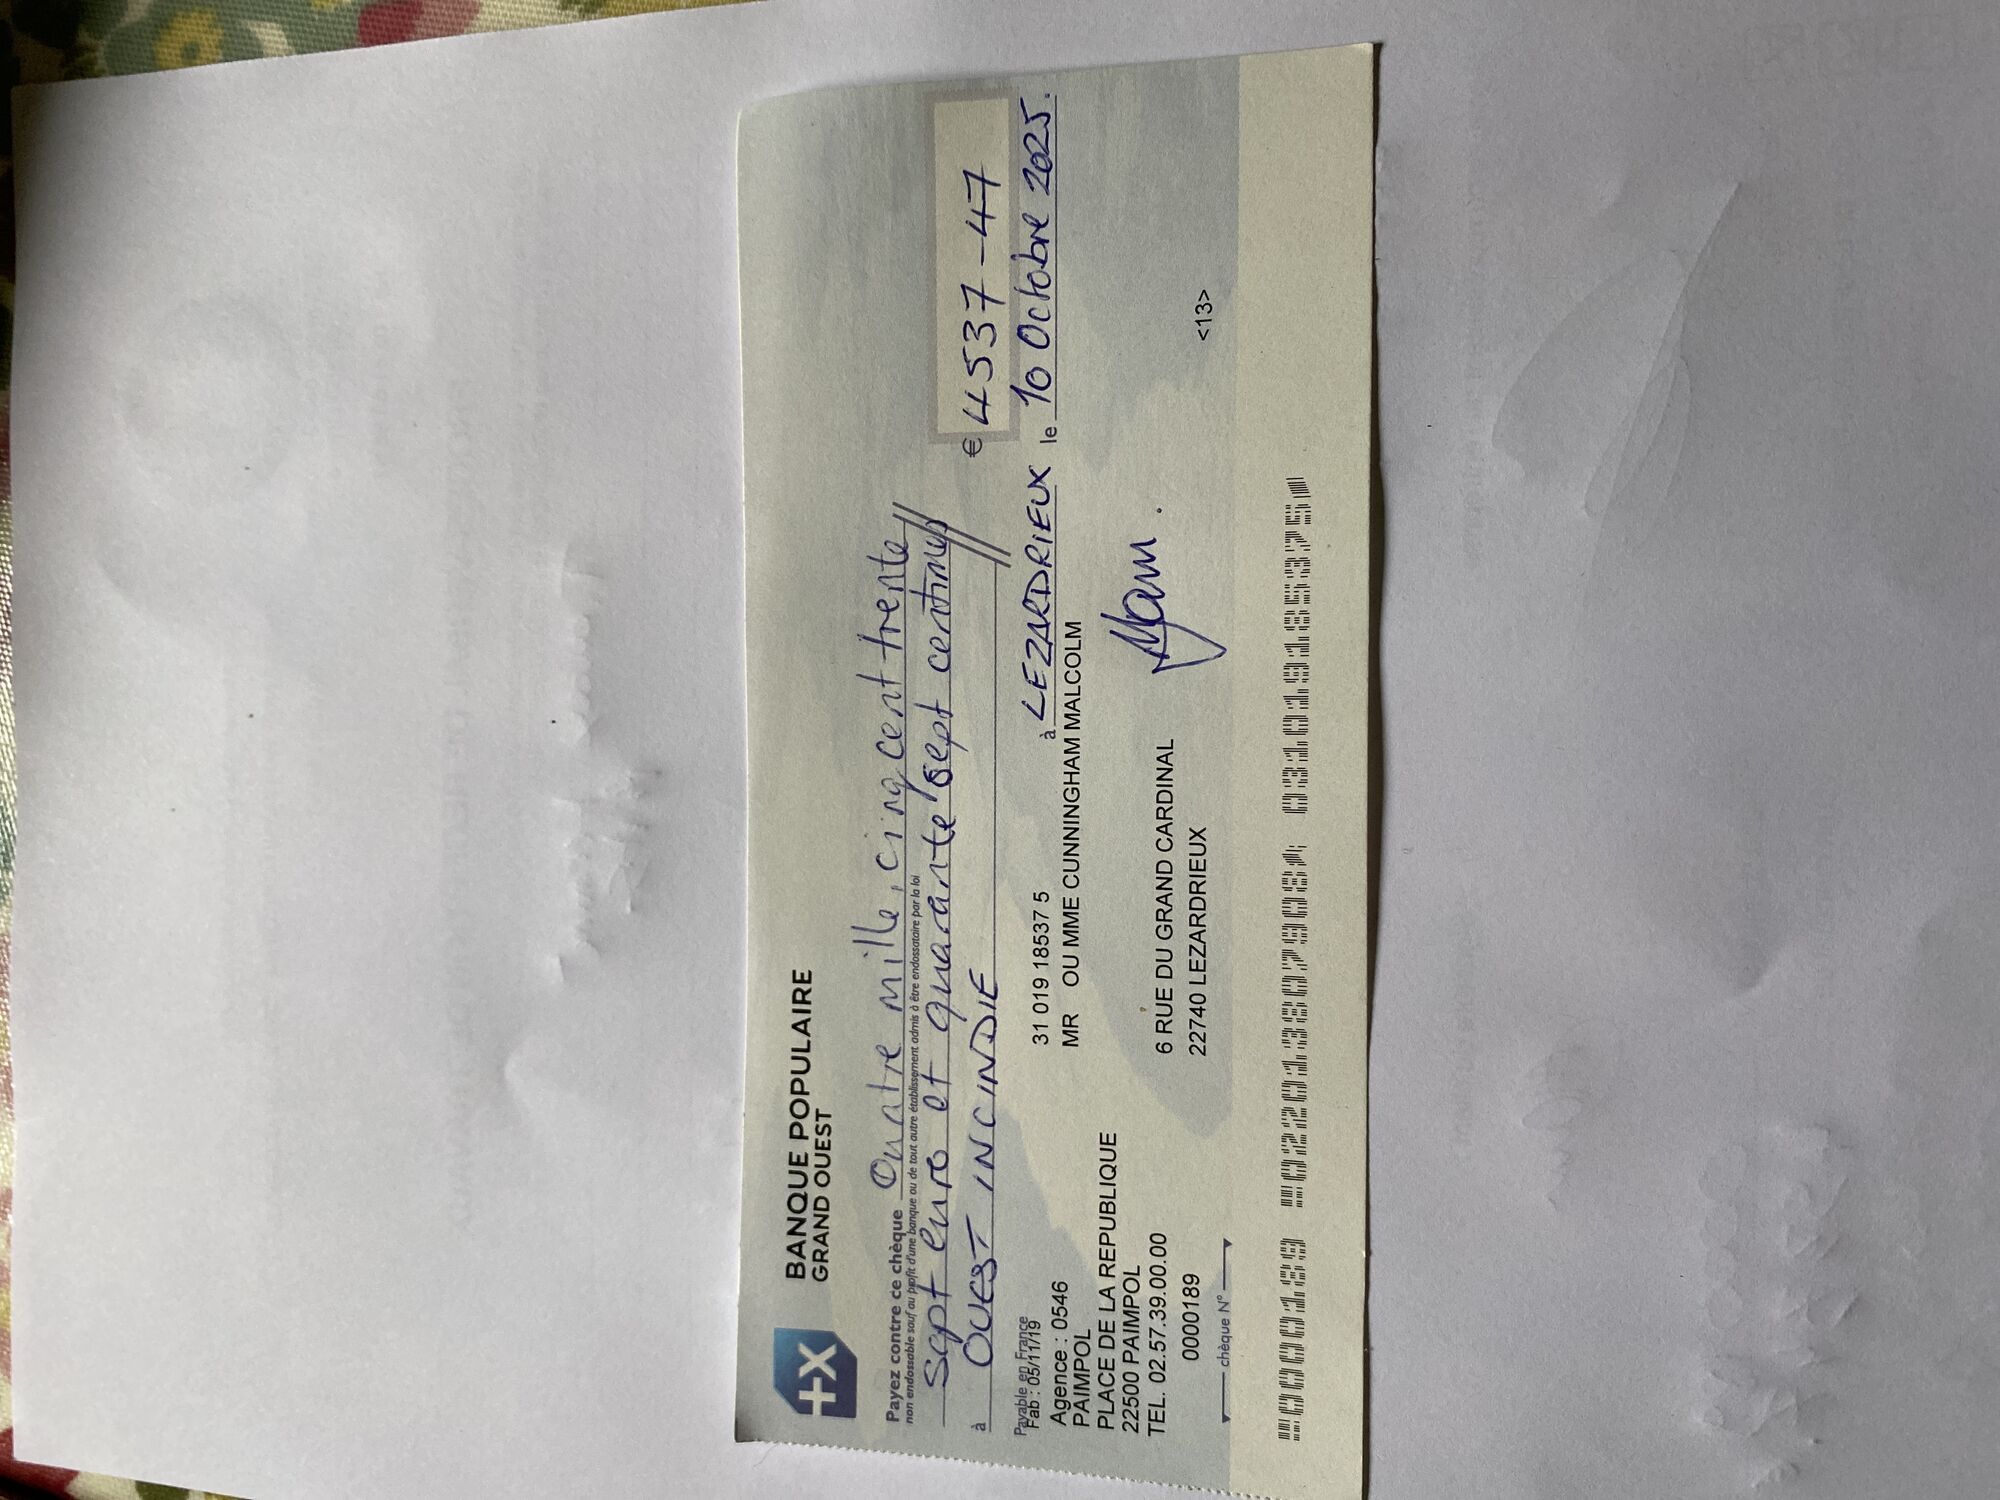 BANQUE POPULAIRE
GRAND OUEST
Payez contre ce chèque Quatre mille, cinq cent trente
non endossable sauf au profit d'une banque ou de tout autre établissement admis à être endossataire par la loi
sept euro et quarante sept centimes
à OUEST INCINDIE
€ 4537-47
Payable en France
Fab : 05/11/19
à LEZARDRIEUX le 10 Octobre 2025.
Agence : 0546
PAIMPOL
PLACE DE LA REPUBLIQUE
22500 PAIMPOL
TEL. 02.57.39.00.00
0000189
chèque N°
31 019 18537 5
MR OU MME CUNNINGHAM MALCOLM
6 RUE DU GRAND CARDINAL
22740 LEZARDRIEUX
<13>
0000189 031019185375